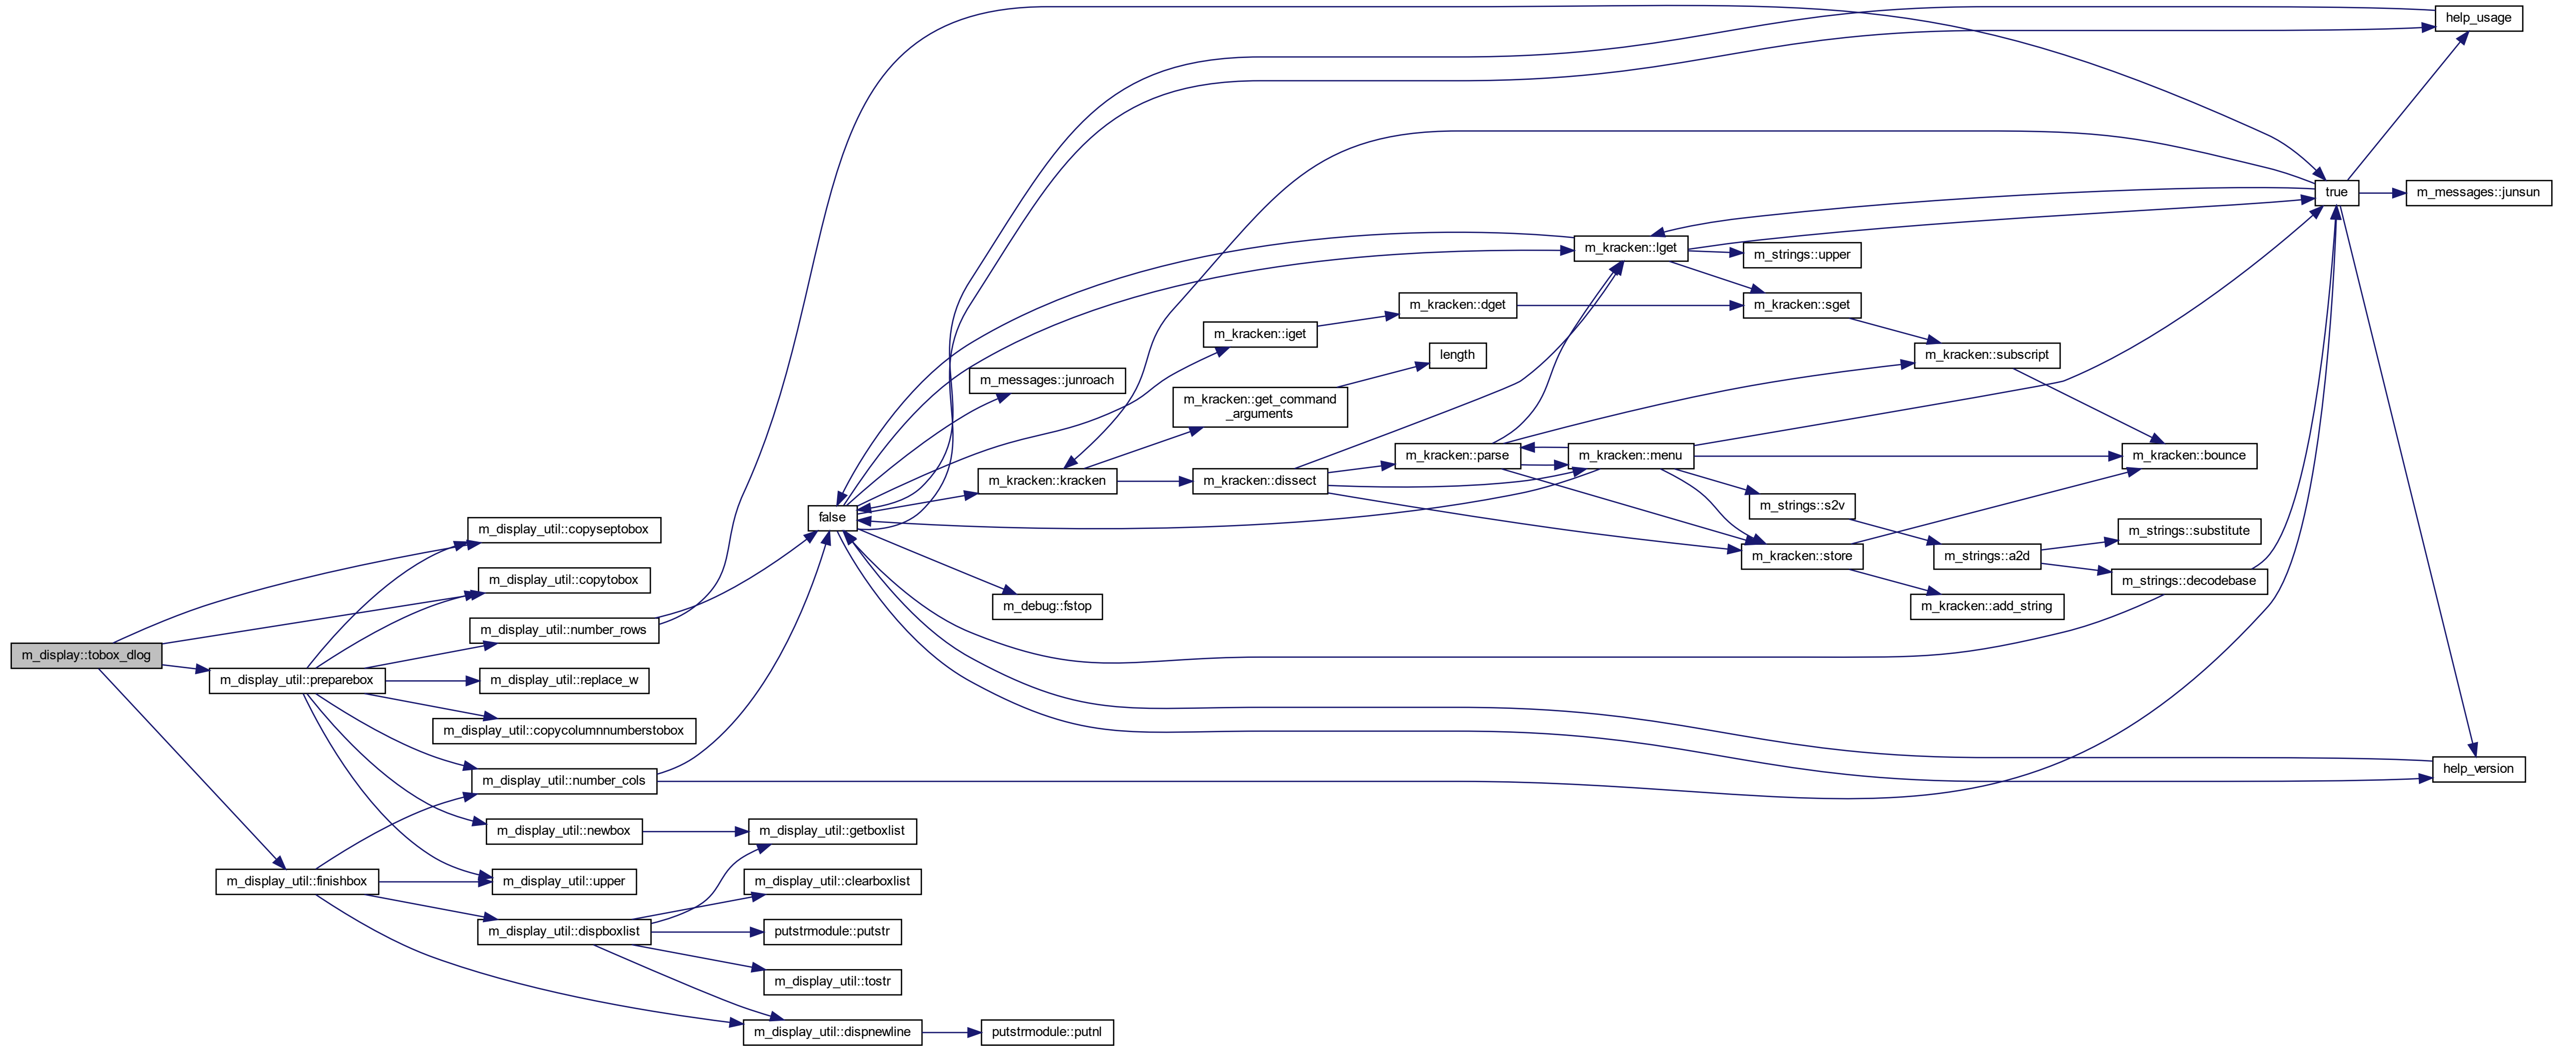 help_usage
true
m_messages::junsun
m_kracken::lget
m_strings::upper
m_kracken::dget
m_kracken::sget
m_kracken::iget
length
m_kracken::subscript
m_messages::junroach
m_kracken::get_command
_arguments
m_kracken::parse
m_kracken::menu
m_kracken::bounce
m_kracken::kracken
m_kracken::dissect
m_strings::s2v
false
m_display_util::copyseptobox
m_strings::substitute
m_kracken::store
m_strings::a2d
m_display_util::copytobox
m_strings::decodebase
m_debug::fstop
m_kracken::add_string
m_display_util::number_rows
m_display::tobox_dlog
m_display_util::preparebox
m_display_util::replace_w
m_display_util::copycolumnnumberstobox
help_version
m_display_util::number_cols
m_display_util::newbox
m_display_util::getboxlist
m_display_util::finishbox
m_display_util::upper
m_display_util::clearboxlist
m_display_util::dispboxlist
putstrmodule::putstr
m_display_util::tostr
m_display_util::dispnewline
putstrmodule::putnl